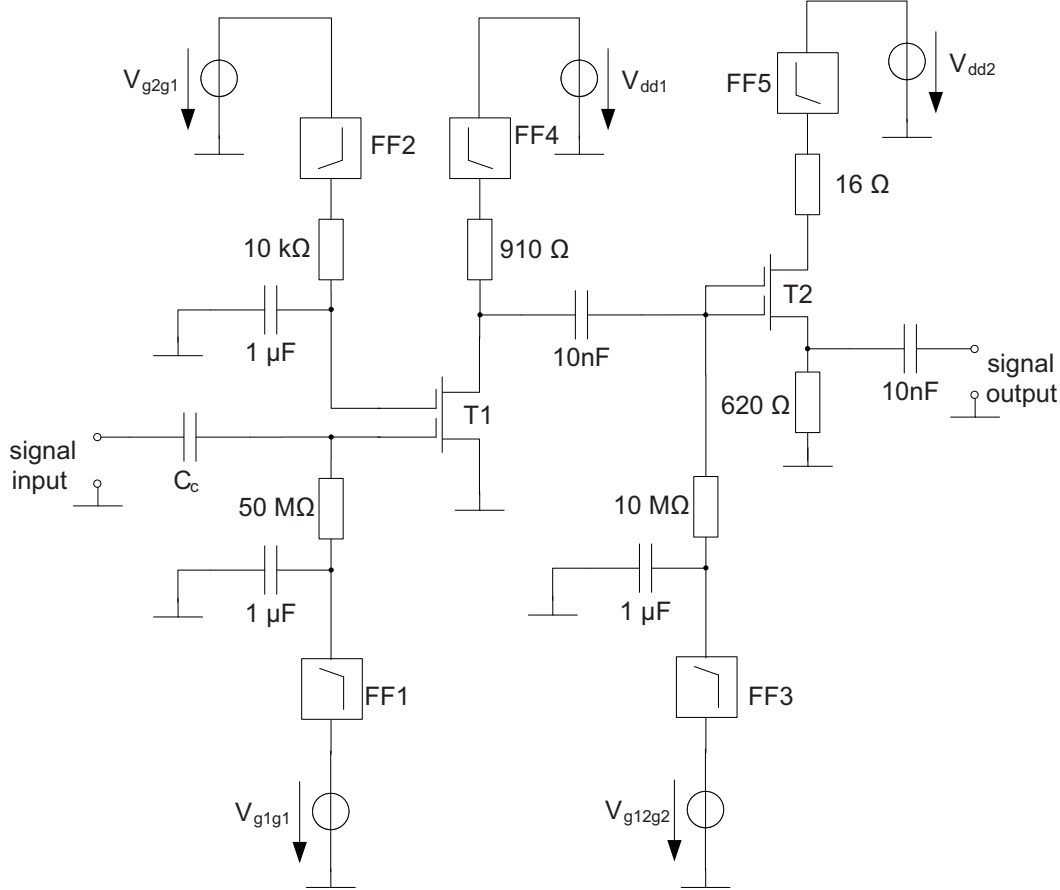 V_g2g1
FF2
FF4
V_dd1
FF5
V_dd2
16 Ω
10 kΩ
910 Ω
T2
1 µF
10nF
signal
output
10nF
620 Ω
T1
signal
input
C_c
50 MΩ
10 MΩ
1 µF
1 µF
FF1
FF3
V_g1g1
V_g12g2